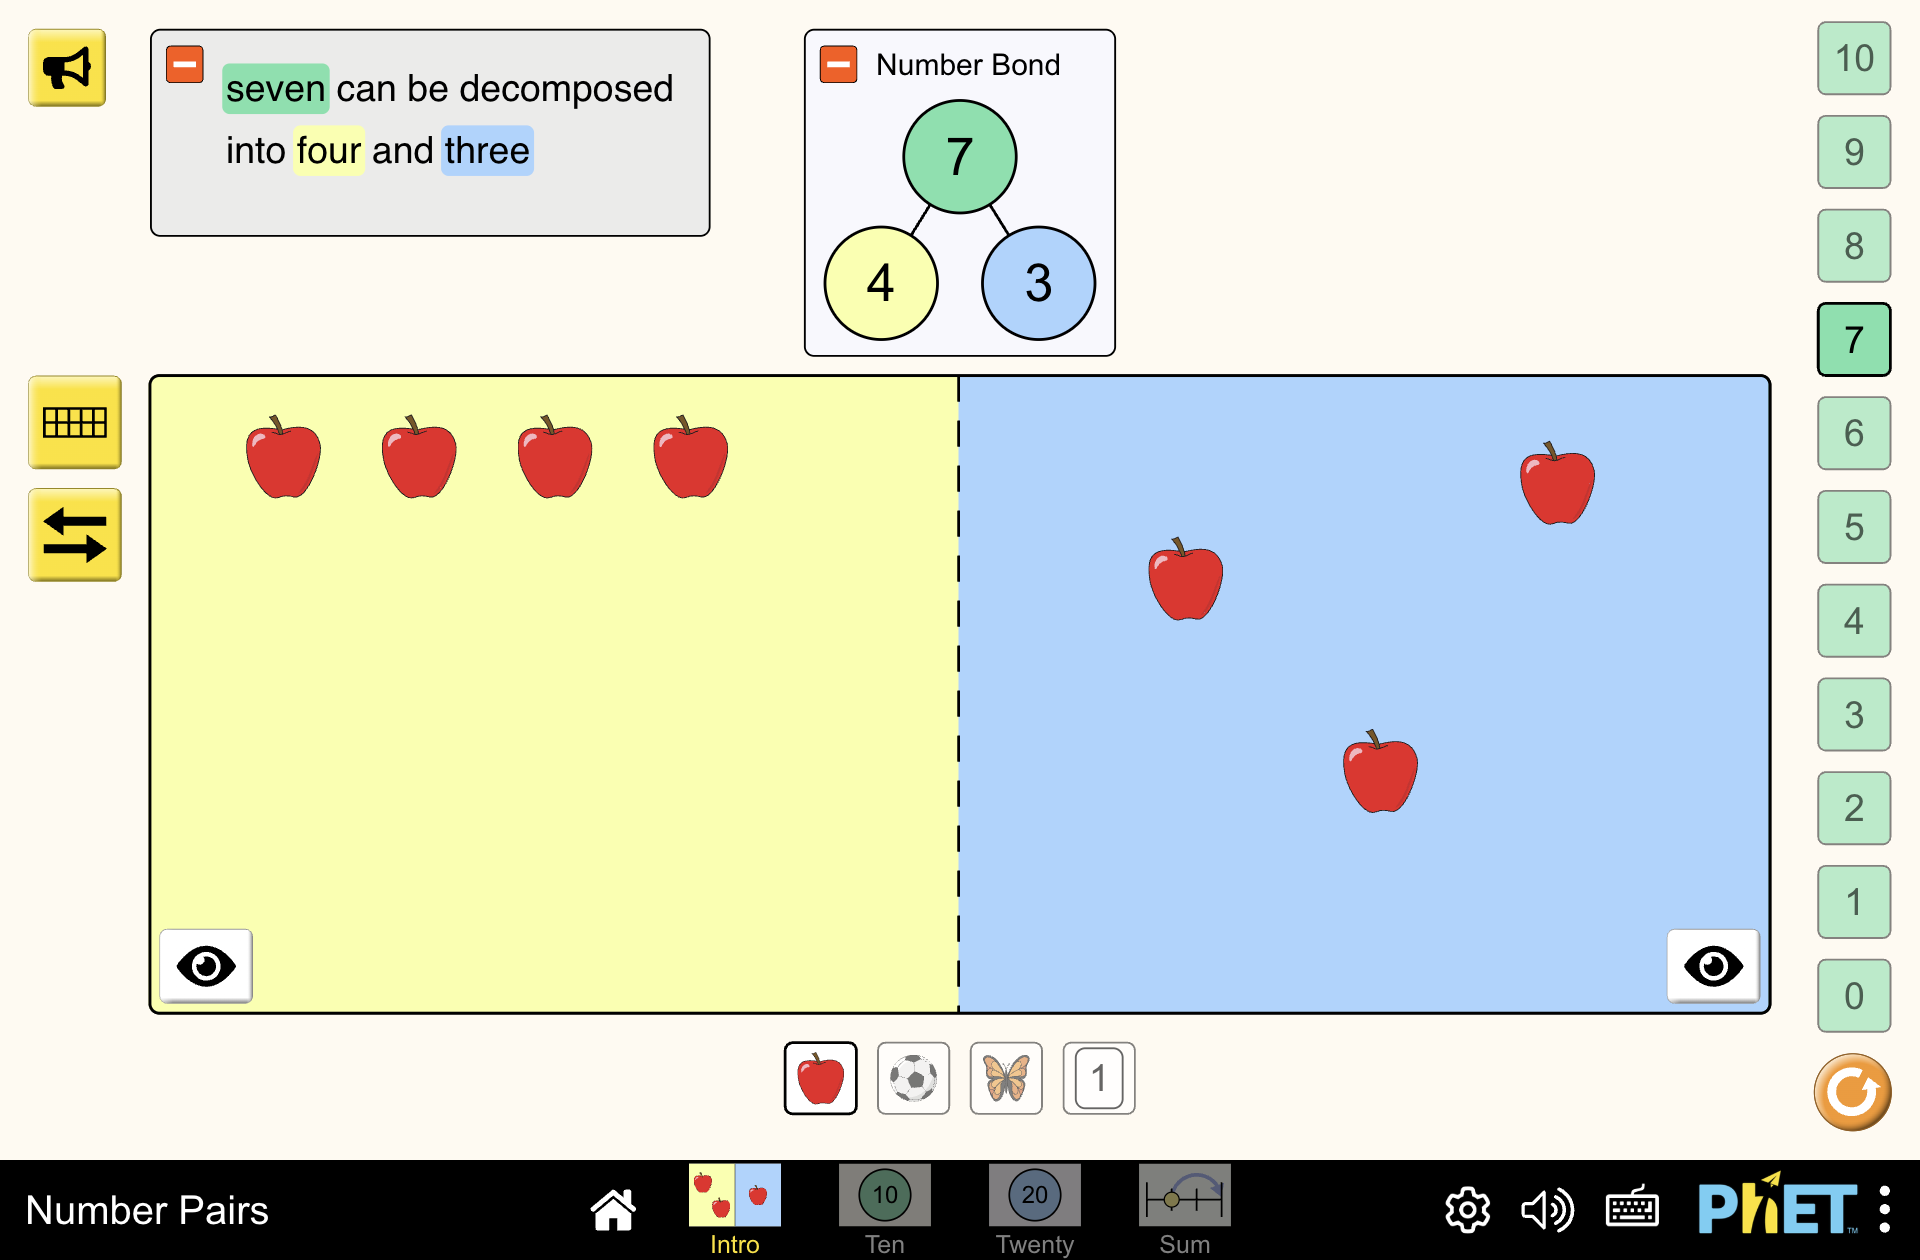 seven can be decomposed
into four and three
Number Bond
7
4
3
10
9
8
7
6
5
4
3
2
1
0
1
Number Pairs
Intro
10
Ten
20
Twenty
Sum
PhET™